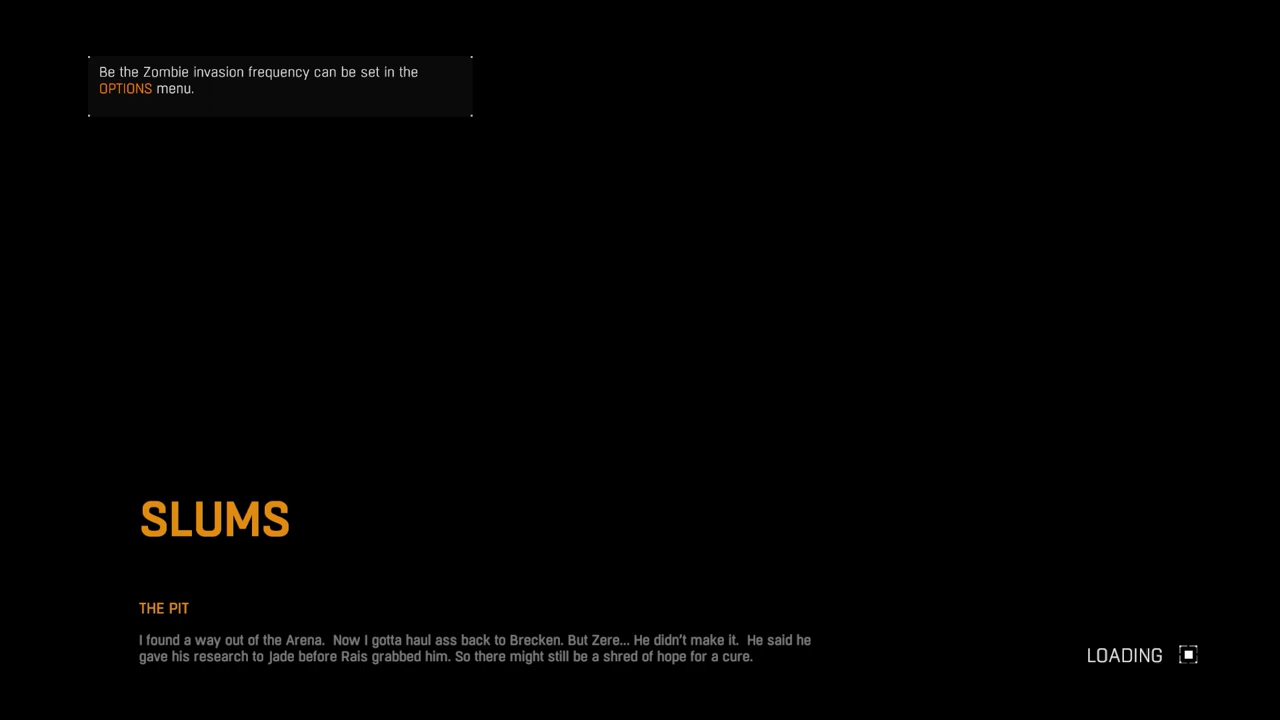 Be the Zombie invasion frequency can be set in the
OPTIONS menu.
SLUMS
THE PIT
I found a way out of the Arena.  Now I gotta haul ass back to Brecken. But Zere... He didn't make it.  He said he
gave his research to Jade before Rais grabbed him. So there might still be a shred of hope for a cure.
LOADING